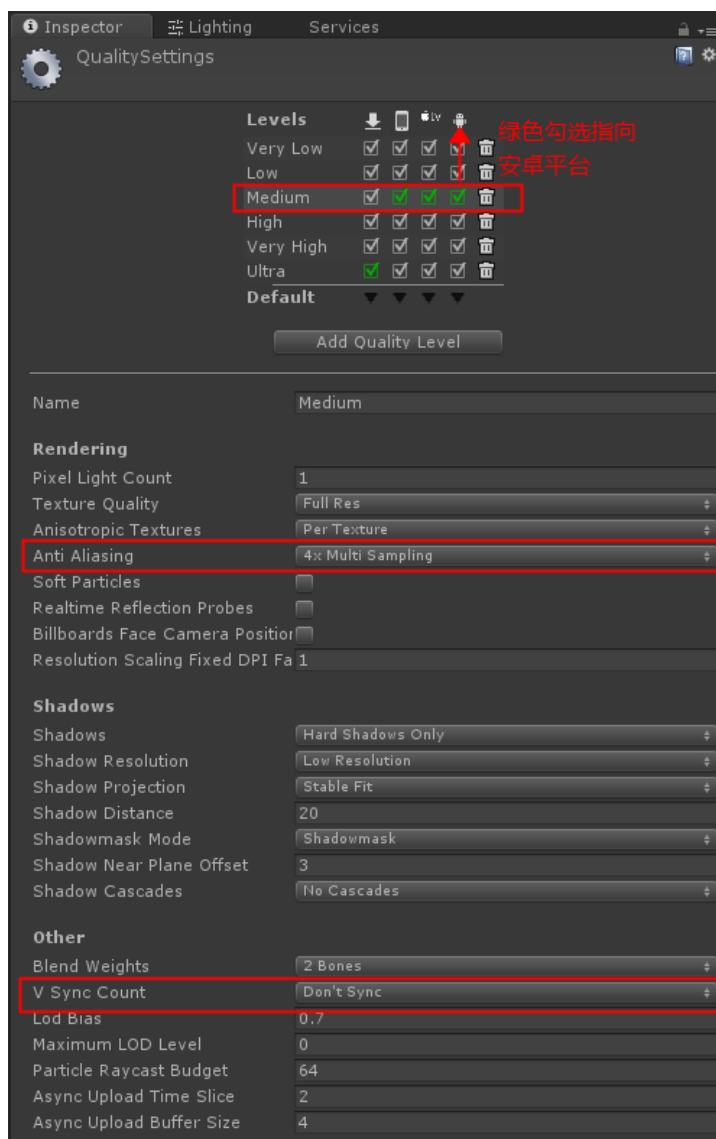 Inspector Lighting Services
QualitySettings
Levels tv
绿色勾选指向
安卓平台
Very Low
Low
Medium
High
Very High
Ultra
Default
Add Quality Level
Name Medium
Rendering
Pixel Light Count 1
Texture Quality Full Res
Anisotropic Textures Per Texture
Anti Aliasing 4x Multi Sampling
Soft Particles
Realtime Reflection Probes
Billboards Face Camera Position
Resolution Scaling Fixed DPI Fa 1
Shadows
Shadows Hard Shadows Only
Shadow Resolution Low Resolution
Shadow Projection Stable Fit
Shadow Distance 20
Shadowmask Mode Shadowmask
Shadow Near Plane Offset 3
Shadow Cascades No Cascades
Other
Blend Weights 2 Bones
V Sync Count Don't Sync
Lod Bias 0.7
Maximum LOD Level 0
Particle Raycast Budget 64
Async Upload Time Slice 2
Async Upload Buffer Size 4